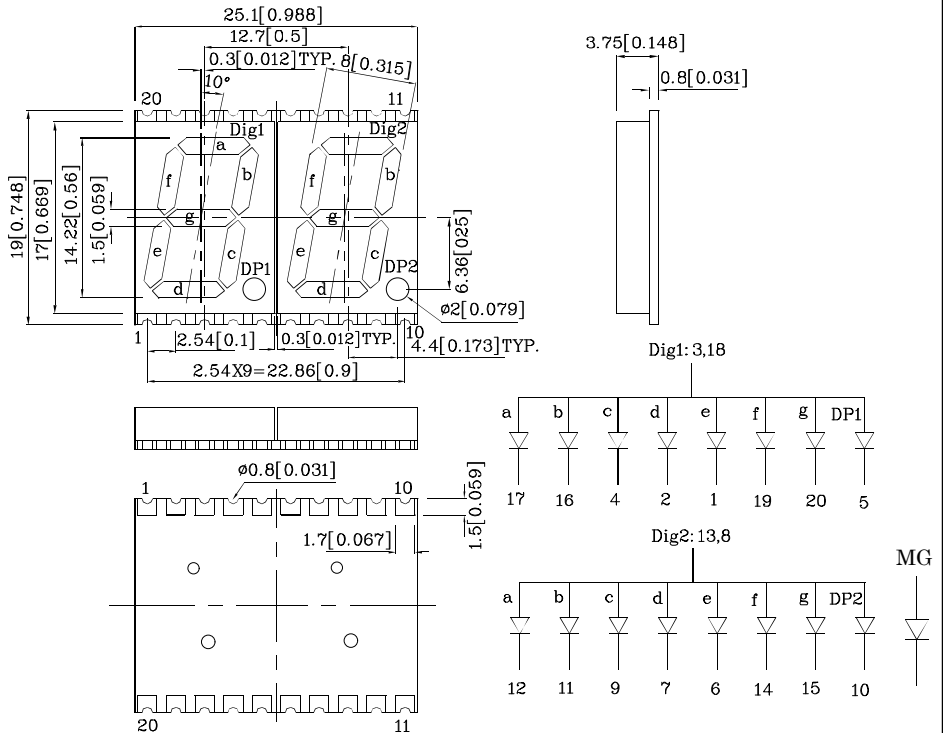 25.1[0.988]
12.7[0.5]
0.3[0.012]TYP.
8[0.315]
10°
20
11
Dig1
Dig2
a
f
b
g
e
c
d
DP1
f
b
g
e
c
d
DP2
19[0.748]
17[0.669]
14.22[0.56]
1.5[0.059]
6.36[025]
ø2[0.079]
1
2.54[0.1]
0.3[0.012]TYP.
10
4.4[0.173]TYP.
2.54X9=22.86[0.9]
3.75[0.148]
0.8[0.031]
Dig1:3,18
a b c d e f g DP1
17 16 4 2 1 19 20 5
Dig2:13,8
a b c d e f g DP2
12 11 9 7 6 14 15 10
MG
ø0.8[0.031]
1
10
1.5[0.059]
1.7[0.067]
20
11